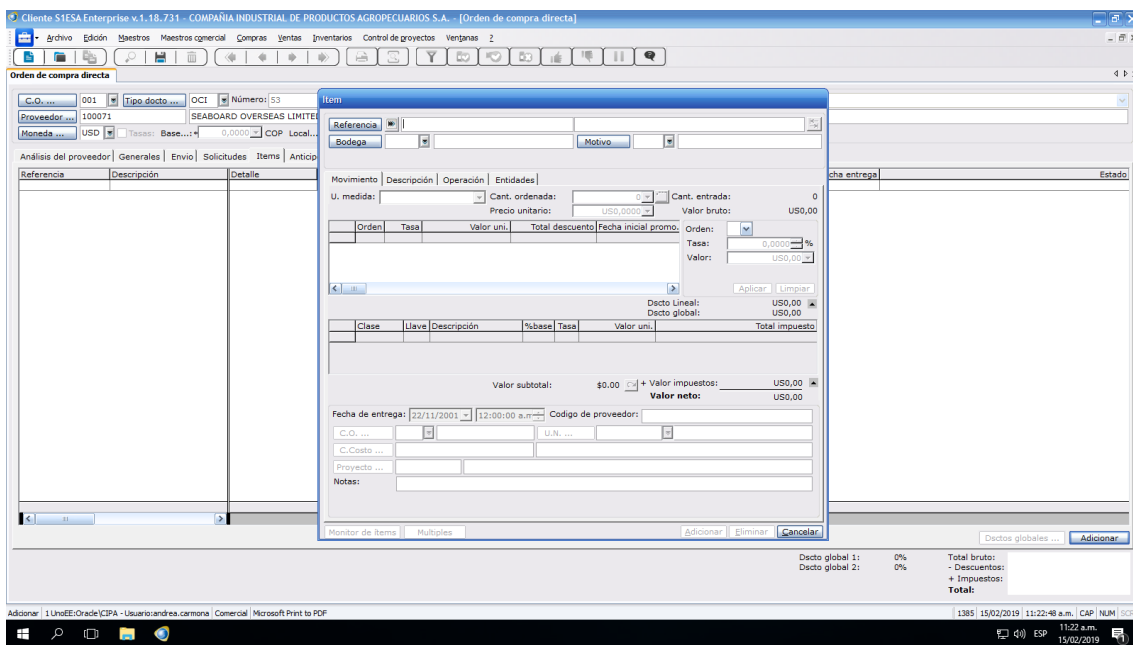 Cliente S1ESA Enterprise v.1.18.731 - COMPAÑIA INDUSTRIAL DE PRODUCTOS AGROPECUARIOS S.A. - [Orden de compra directa]
Archivo Edición Maestros Maestros comercial Compras Ventas Inventarios Control de proyectos Ventanas ?
Orden de compra directa
C.O. ... 001 Tipo docto ... OCI Número: 53
Proveedor ... 100071 SEABOARD OVERSEAS LIMITE
Moneda ... USD Tasas: Base...: 0,0000 COP Local...
Análisis del proveedor Generales Envio Solicitudes Items Anticip
Referencia Descripción Detalle
cha entrega Estado
Item
Referencia
Bodega Motivo
Movimiento Descripción Operación Entidades
U. medida: Cant. ordenada: 0 Cant. entrada: 0
Precio unitario: US0,0000 Valor bruto: US0,00
Orden Tasa Valor uni. Total descuento Fecha inicial promo. Orden:
Tasa: 0,0000 %
Valor: US0,00
Aplicar Limpiar
Dscto Lineal: US0,00
Dscto global: US0,00
Clase Llave Descripción %base Tasa Valor uni. Total impuesto
Valor subtotal: $0.00 + Valor impuestos: US0,00
Valor neto: US0,00
Fecha de entrega: 22/11/2001 12:00:00 a.m Codigo de proveedor:
C.O. ... U.N. ...
C.Costo ...
Proyecto ...
Notas:
Monitor de ítems Multiples Adicionar Eliminar Cancelar
Dsctos globales ... Adicionar
Dscto global 1: 0% Total bruto:
Dscto global 2: 0% - Descuentos:
+ Impuestos:
Total:
Adicionar 1 UnoEE:Oracle\CIPA - Usuario:andrea.carmona Comercial Microsoft Print to PDF 1385 15/02/2019 11:22:48 a.m. CAP NUM SCR
ESP 11:22 a.m.
15/02/2019